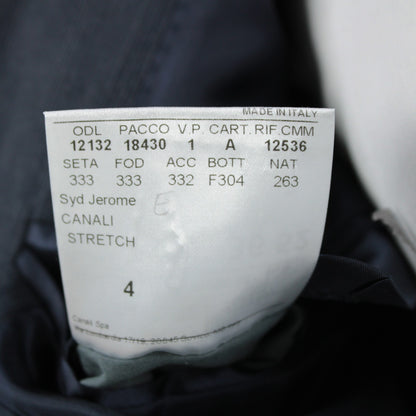 MADE IN ITALY
ODL PACCO V.P. CART. RIF.CMM
12132 18430 1 A 12536
SETA FOD ACC BOTT NAT
333 333 332 F304 263
Syd Jerome E
CANALI
STRETCH
4
Canali Spa